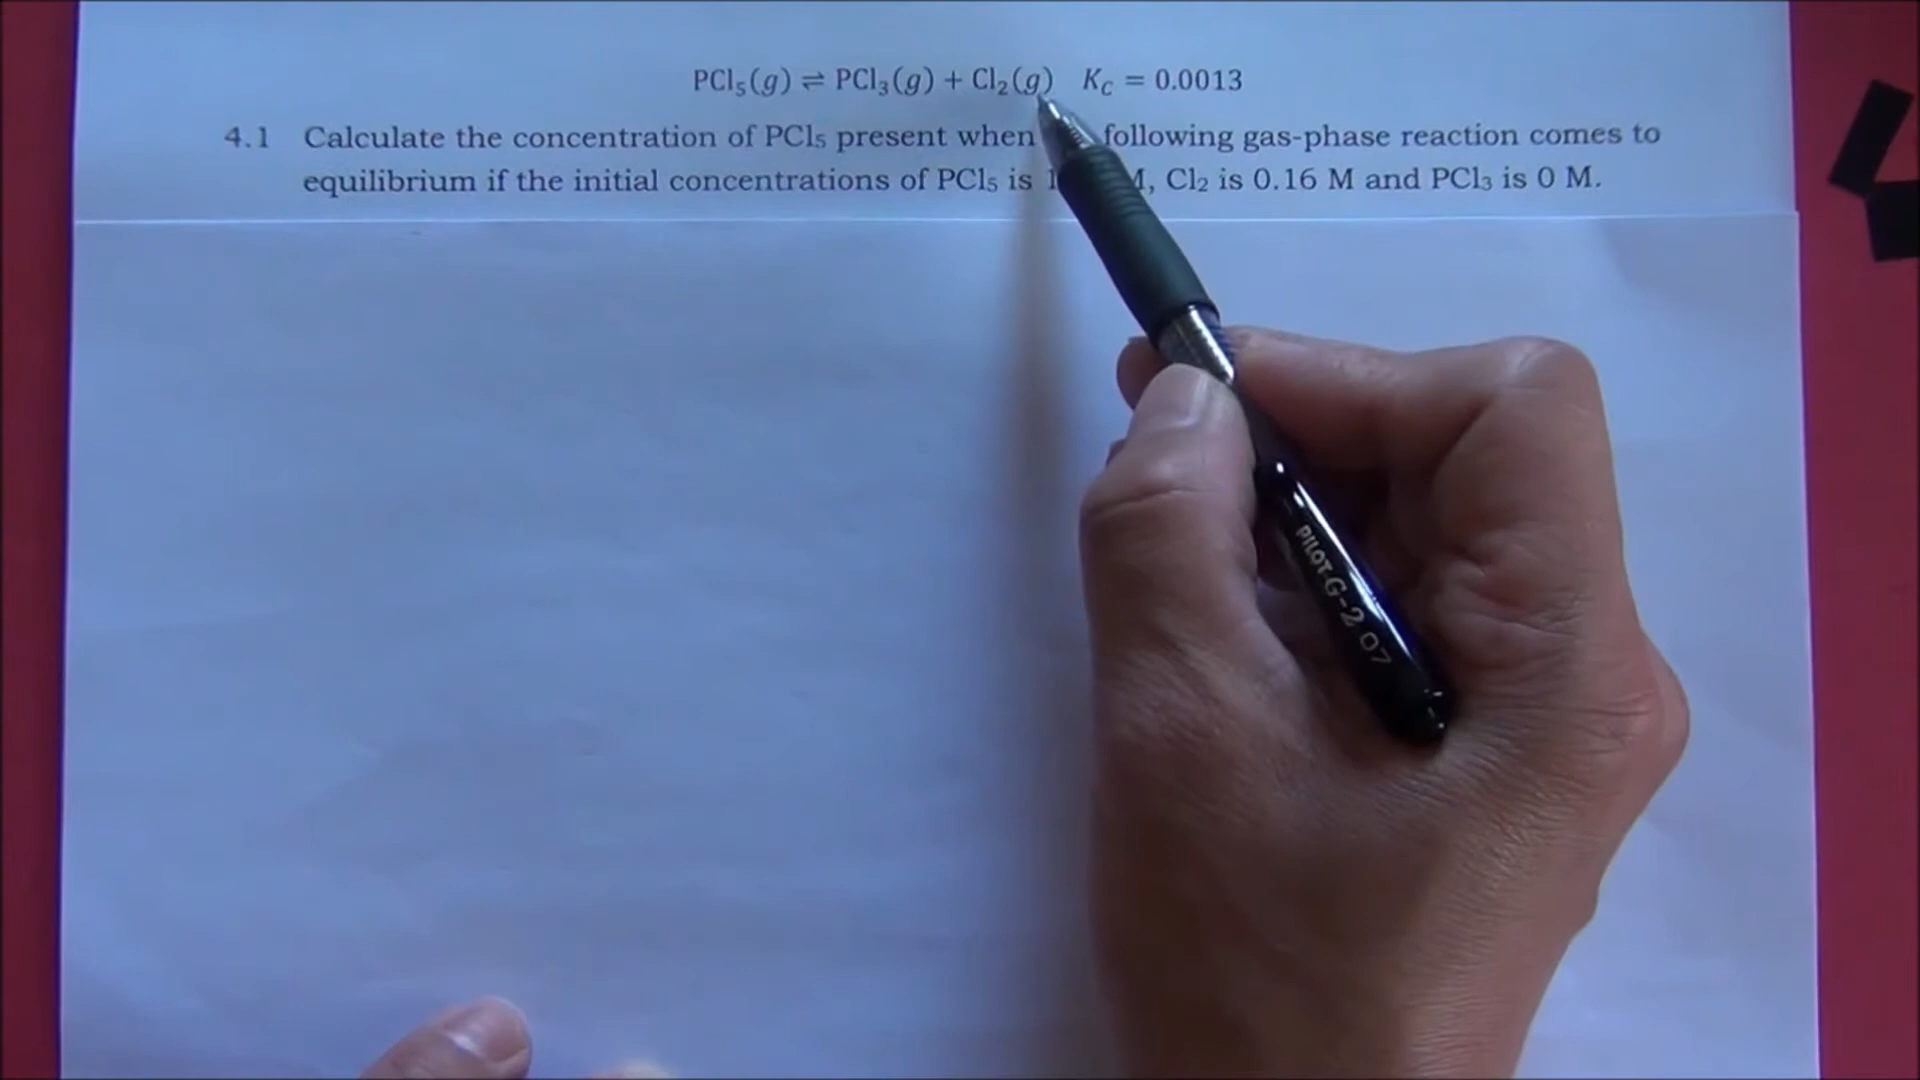 PCl₅(g) ⇌ PCl₃(g) + Cl₂(g) K_C = 0.0013
4.1 Calculate the concentration of PCl₅ present when following gas-phase reaction comes to
equilibrium if the initial concentrations of PCl₅ is M, Cl₂ is 0.16 M and PCl₃ is 0 M.
PILOT G-2 07